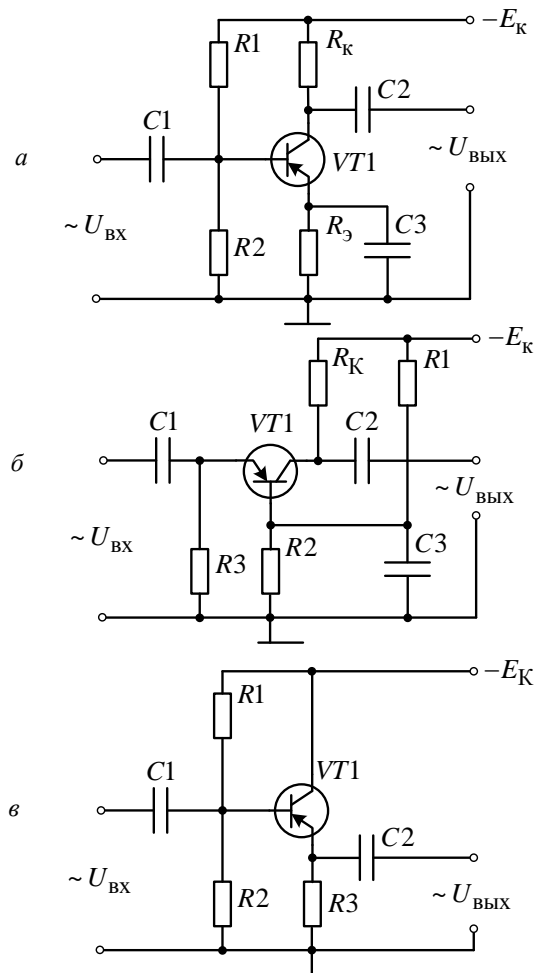 −Eк
R1
Rк
C2
C1
а
VT1
~ Uвых
~ Uвх
R2
Rэ
C3
−Eк
RК
R1
C1
VT1
C2
б
~ Uвых
~ Uвх
R3
R2
C3
−EК
R1
C1
VT1
в
C2
~ Uвх
R2
R3
~ Uвых